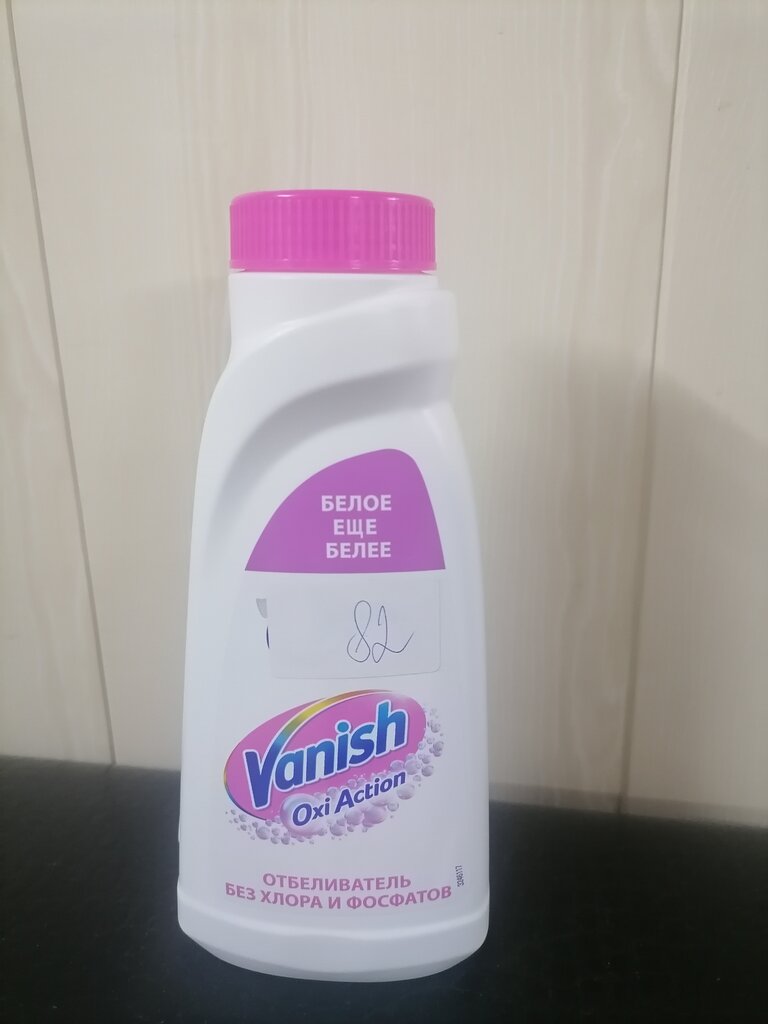 БЕЛОЕ
ЕЩЕ
БЕЛЕЕ
82
Vanish
Oxi Action
ОТБЕЛИВАТЕЛЬ
БЕЗ ХЛОРА И ФОСФАТОВ